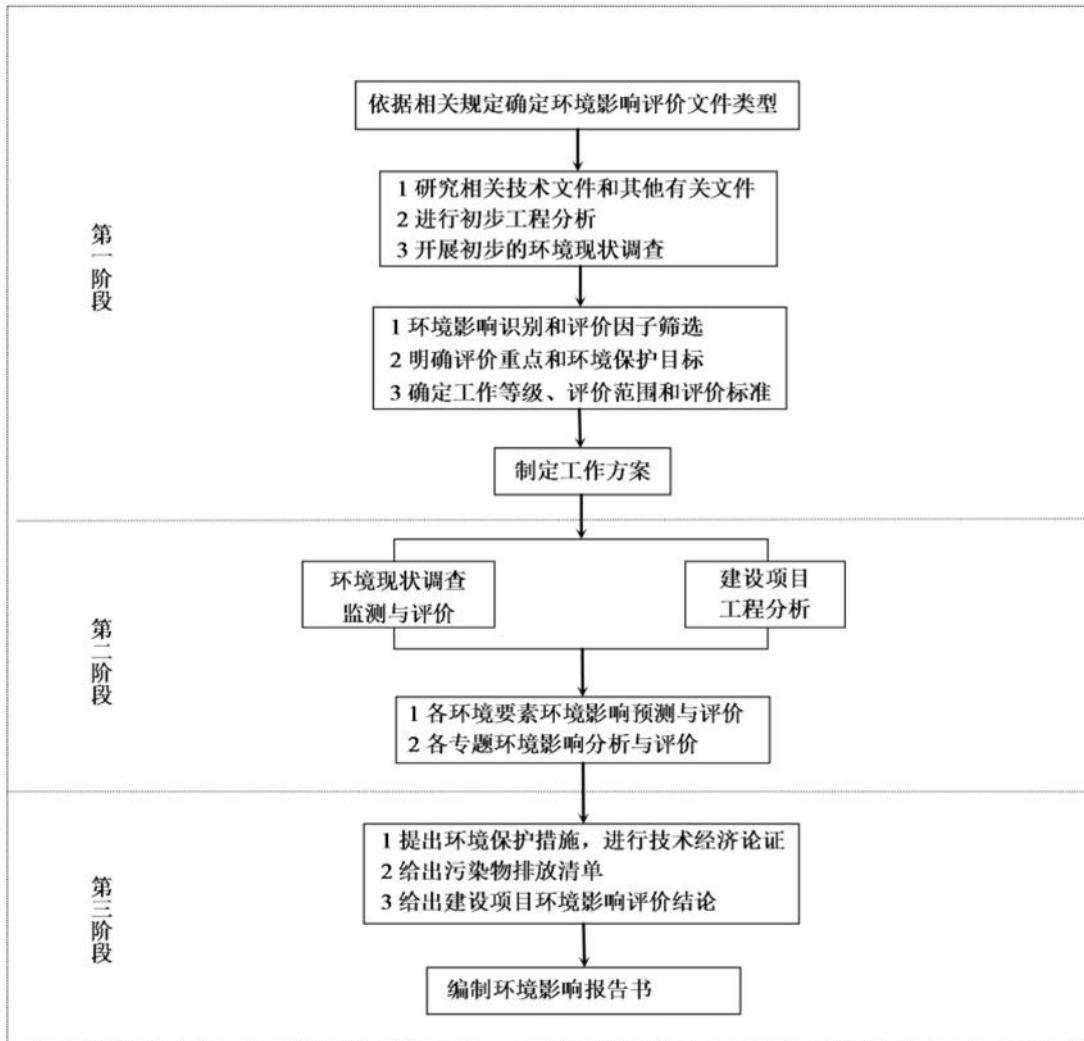 依据相关规定确定环境影响评价文件类型
1 研究相关技术文件和其他有关文件
2 进行初步工程分析
3 开展初步的环境现状调查
第一阶段
1 环境影响识别和评价因子筛选
2 明确评价重点和环境保护目标
3 确定工作等级、评价范围和评价标准
制定工作方案
环境现状调查
监测与评价
建设项目
工程分析
第二阶段
1 各环境要素环境影响预测与评价
2 各专题环境影响分析与评价
1 提出环境保护措施，进行技术经济论证
2 给出污染物排放清单
3 给出建设项目环境影响评价结论
第三阶段
编制环境影响报告书